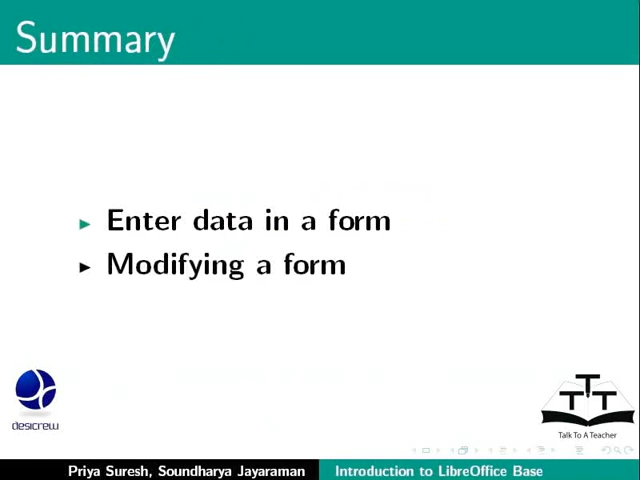 Summary
Enter data in a form
Modifying a form
desicrew
TTT
Talk To A Teacher
Priya Suresh, Soundharya Jayaraman
Introduction to LibreOffice Base